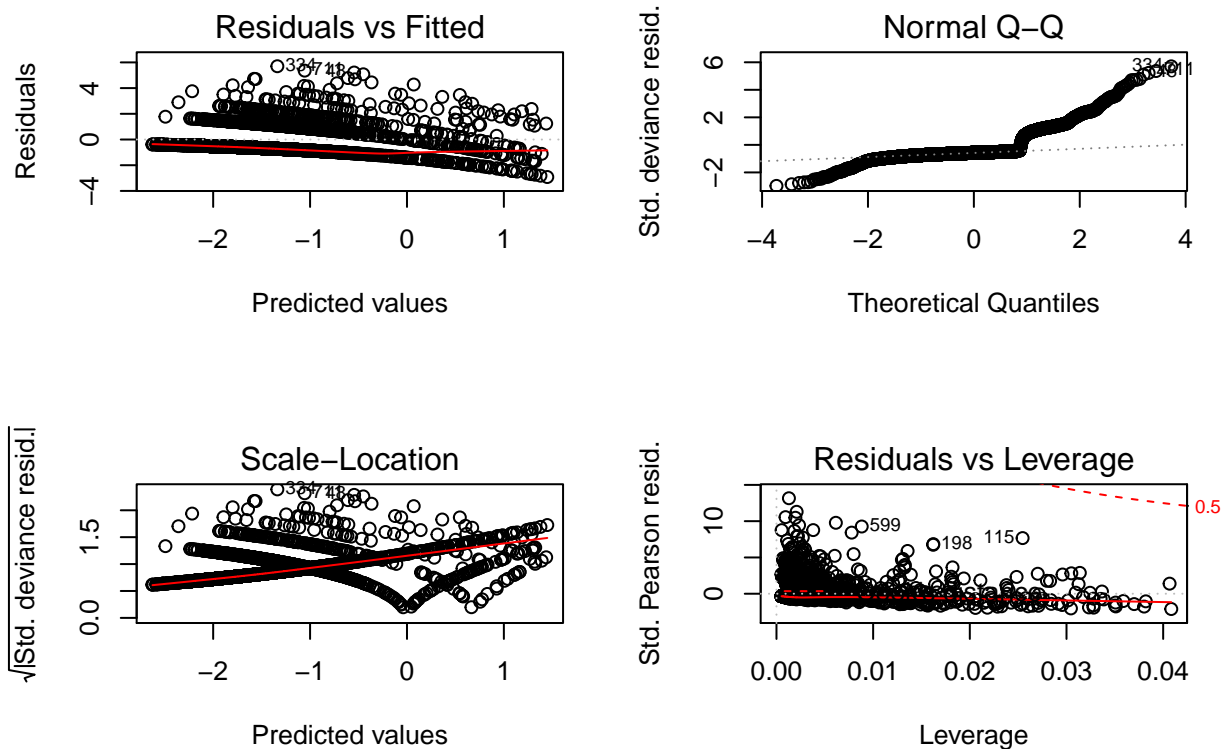 Residuals vs Fitted
Residuals
4
0
−4
334
−2
−1
0
1
Predicted values
Normal Q−Q
Std. deviance resid.
6
2
−2
334
−4
−2
0
2
4
Theoretical Quantiles
Scale−Location
√|Std. deviance resid.|
1.5
0.0
334
−2
−1
0
1
Predicted values
Residuals vs Leverage
Std. Pearson resid.
10
0
599
198
115
0.5
0.00
0.01
0.02
0.03
0.04
Leverage